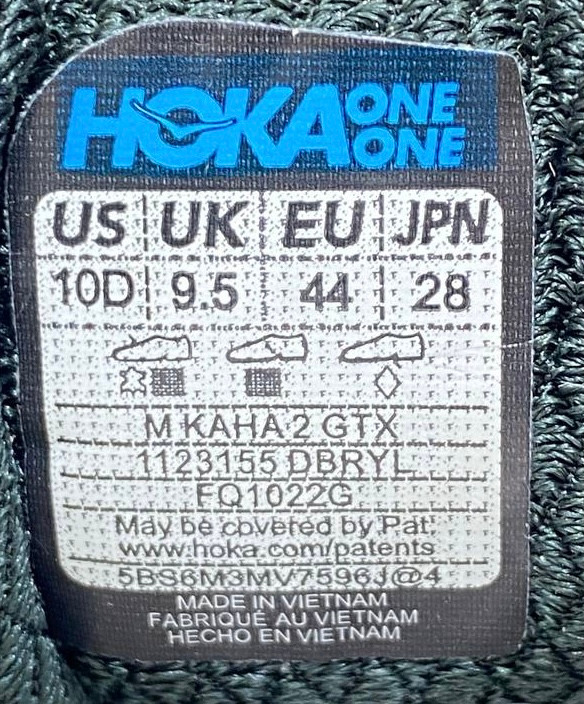 HOKA ONE ONE
US UK EU JPN
10D 9.5 44 28
M KAHA 2 GTX
1123155 DBRYL
FQ1022G
May be covered by Pat
www.hoka.com/patents
5BS6M3MV7596J@4
MADE IN VIETNAM
FABRIQUÉ AU VIETNAM
HECHO EN VIETNAM